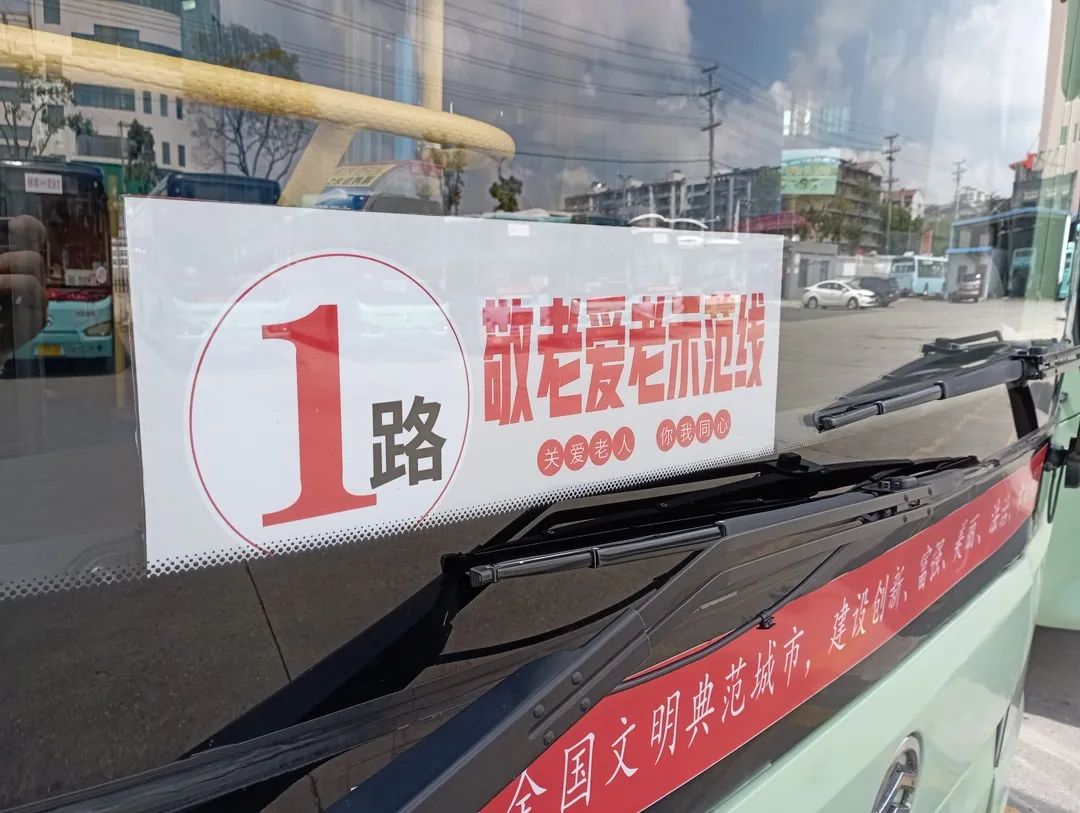 1路
敬老爱老示范线
关爱老人 你我同心
全国文明典范城市，建设创新、富强、美丽、法治、